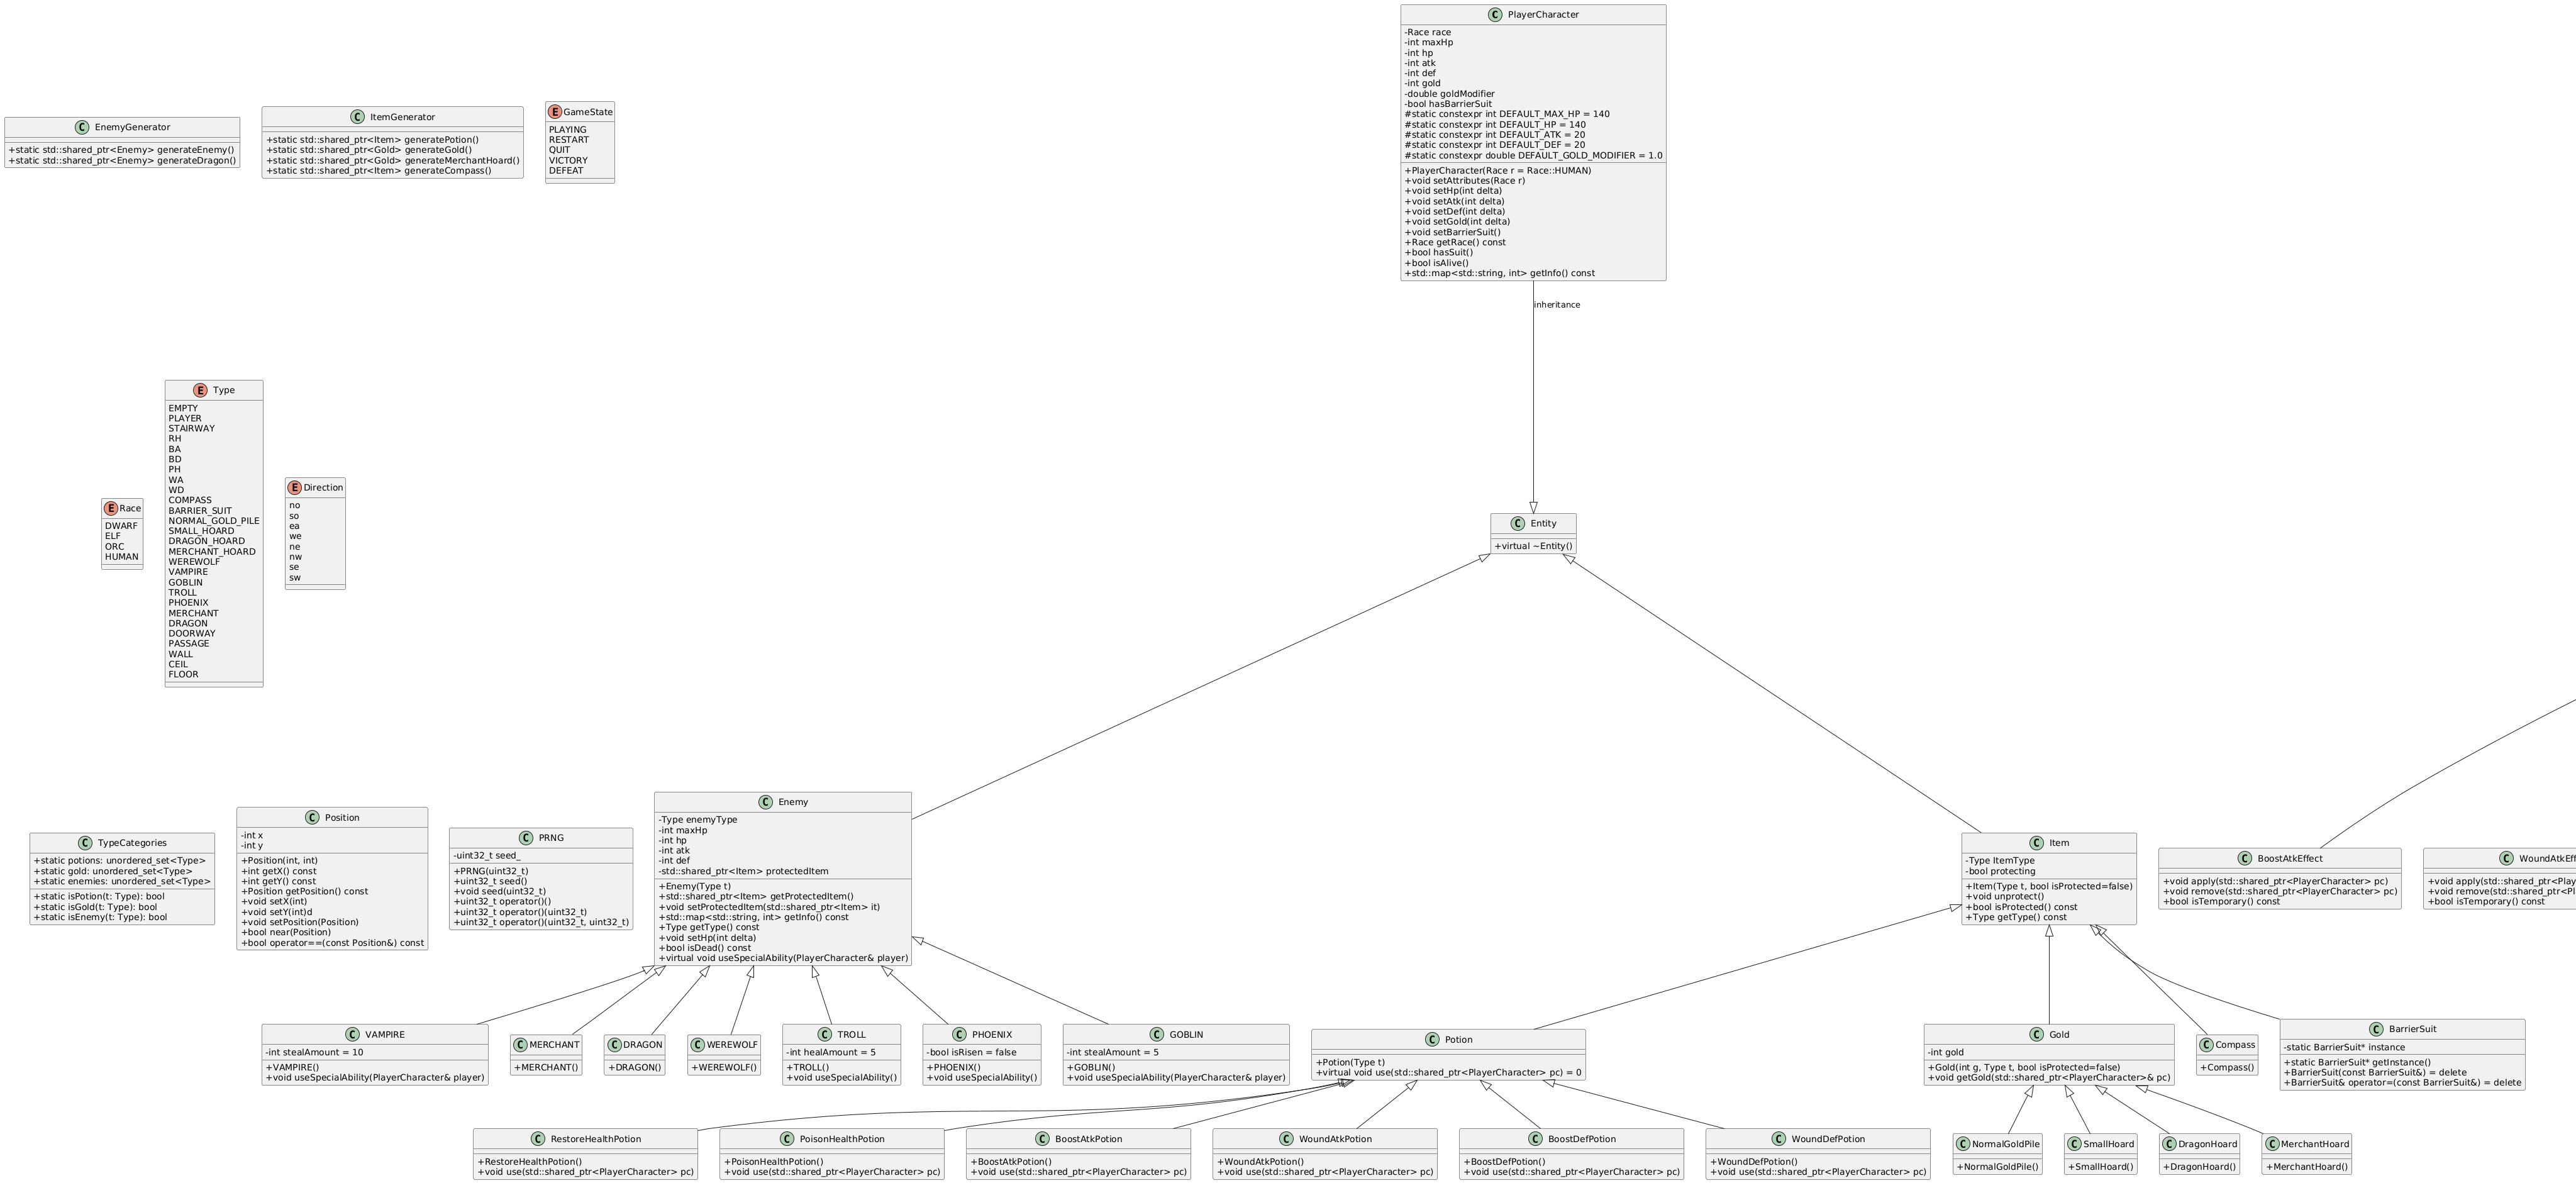 PlayerCharacter
-Race race
-int maxHp
-int hp
-int atk
-int def
-int gold
-double goldModifier
-bool hasBarrierSuit
#static constexpr int DEFAULT_MAX_HP = 140
#static constexpr int DEFAULT_HP = 140
#static constexpr int DEFAULT_ATK = 20
#static constexpr int DEFAULT_DEF = 20
#static constexpr double DEFAULT_GOLD_MODIFIER = 1.0
+PlayerCharacter(Race r = Race::HUMAN)
+void setAttributes(Race r)
+void setHp(int delta)
+void setAtk(int delta)
+void setDef(int delta)
+void setGold(int delta)
+void setBarrierSuit()
+Race getRace() const
+bool hasSuit()
+bool isAlive()
+std::map<std::string, int> getInfo() const
EnemyGenerator
+static std::shared_ptr<Enemy> generateEnemy()
+static std::shared_ptr<Enemy> generateDragon()
ItemGenerator
+static std::shared_ptr<Item> generatePotion()
+static std::shared_ptr<Gold> generateGold()
+static std::shared_ptr<Gold> generateMerchantHoard()
+static std::shared_ptr<Item> generateCompass()
GameState
PLAYING
RESTART
QUIT
VICTORY
DEFEAT
inheritance
Race
DWARF
ELF
ORC
HUMAN
Type
EMPTY
PLAYER
STAIRWAY
RH
BA
BD
PH
WA
WD
COMPASS
BARRIER_SUIT
NORMAL_GOLD_PILE
SMALL_HOARD
DRAGON_HOARD
MERCHANT_HOARD
WEREWOLF
VAMPIRE
GOBLIN
TROLL
PHOENIX
MERCHANT
DRAGON
DOORWAY
PASSAGE
WALL
CEIL
FLOOR
Direction
no
so
ea
we
ne
nw
se
sw
Entity
+virtual ~Entity()
TypeCategories
+static potions: unordered_set<Type>
+static gold: unordered_set<Type>
+static enemies: unordered_set<Type>
+static isPotion(t: Type): bool
+static isGold(t: Type): bool
+static isEnemy(t: Type): bool
Position
-int x
-int y
+Position(int, int)
+int getX() const
+int getY() const
+Position getPosition() const
+void setX(int)
+void setY(int)d
+void setPosition(Position)
+bool near(Position)
+bool operator==(const Position&) const
PRNG
-uint32_t seed_
+PRNG(uint32_t)
+uint32_t seed()
+void seed(uint32_t)
+uint32_t operator()()
+uint32_t operator()(uint32_t)
+uint32_t operator()(uint32_t, uint32_t)
Enemy
-Type enemyType
-int maxHp
-int hp
-int atk
-int def
-std::shared_ptr<Item> protectedItem
+Enemy(Type t)
+std::shared_ptr<Item> getProtectedItem()
+void setProtectedItem(std::shared_ptr<Item> it)
+std::map<std::string, int> getInfo() const
+Type getType() const
+void setHp(int delta)
+bool isDead() const
+virtual void useSpecialAbility(PlayerCharacter& player)
Item
-Type ItemType
-bool protecting
+Item(Type t, bool isProtected=false)
+void unprotect()
+bool isProtected() const
+Type getType() const
BoostAtkEffect
+void apply(std::shared_ptr<PlayerCharacter> pc)
+void remove(std::shared_ptr<PlayerCharacter> pc)
+bool isTemporary() const
WoundAtkEff
+void apply(std::shared_ptr<Play
+void remove(std::shared_ptr<Pl
+bool isTemporary() const
VAMPIRE
-int stealAmount = 10
+VAMPIRE()
+void useSpecialAbility(PlayerCharacter& player)
MERCHANT
+MERCHANT()
DRAGON
+DRAGON()
WEREWOLF
+WEREWOLF()
TROLL
-int healAmount = 5
+TROLL()
+void useSpecialAbility()
PHOENIX
-bool isRisen = false
+PHOENIX()
+void useSpecialAbility()
GOBLIN
-int stealAmount = 5
+GOBLIN()
+void useSpecialAbility(PlayerCharacter& player)
Potion
+Potion(Type t)
+virtual void use(std::shared_ptr<PlayerCharacter> pc) = 0
Gold
-int gold
+Gold(int g, Type t, bool isProtected=false)
+void getGold(std::shared_ptr<PlayerCharacter>& pc)
Compass
+Compass()
BarrierSuit
-static BarrierSuit* instance
+static BarrierSuit* getInstance()
+BarrierSuit(const BarrierSuit&) = delete
+BarrierSuit& operator=(const BarrierSuit&) = delete
RestoreHealthPotion
+RestoreHealthPotion()
+void use(std::shared_ptr<PlayerCharacter> pc)
PoisonHealthPotion
+PoisonHealthPotion()
+void use(std::shared_ptr<PlayerCharacter> pc)
BoostAtkPotion
+BoostAtkPotion()
+void use(std::shared_ptr<PlayerCharacter> pc)
WoundAtkPotion
+WoundAtkPotion()
+void use(std::shared_ptr<PlayerCharacter> pc)
BoostDefPotion
+BoostDefPotion()
+void use(std::shared_ptr<PlayerCharacter> pc)
WoundDefPotion
+WoundDefPotion()
+void use(std::shared_ptr<PlayerCharacter> pc)
NormalGoldPile
+NormalGoldPile()
SmallHoard
+SmallHoard()
DragonHoard
+DragonHoard()
MerchantHoard
+MerchantHoard()